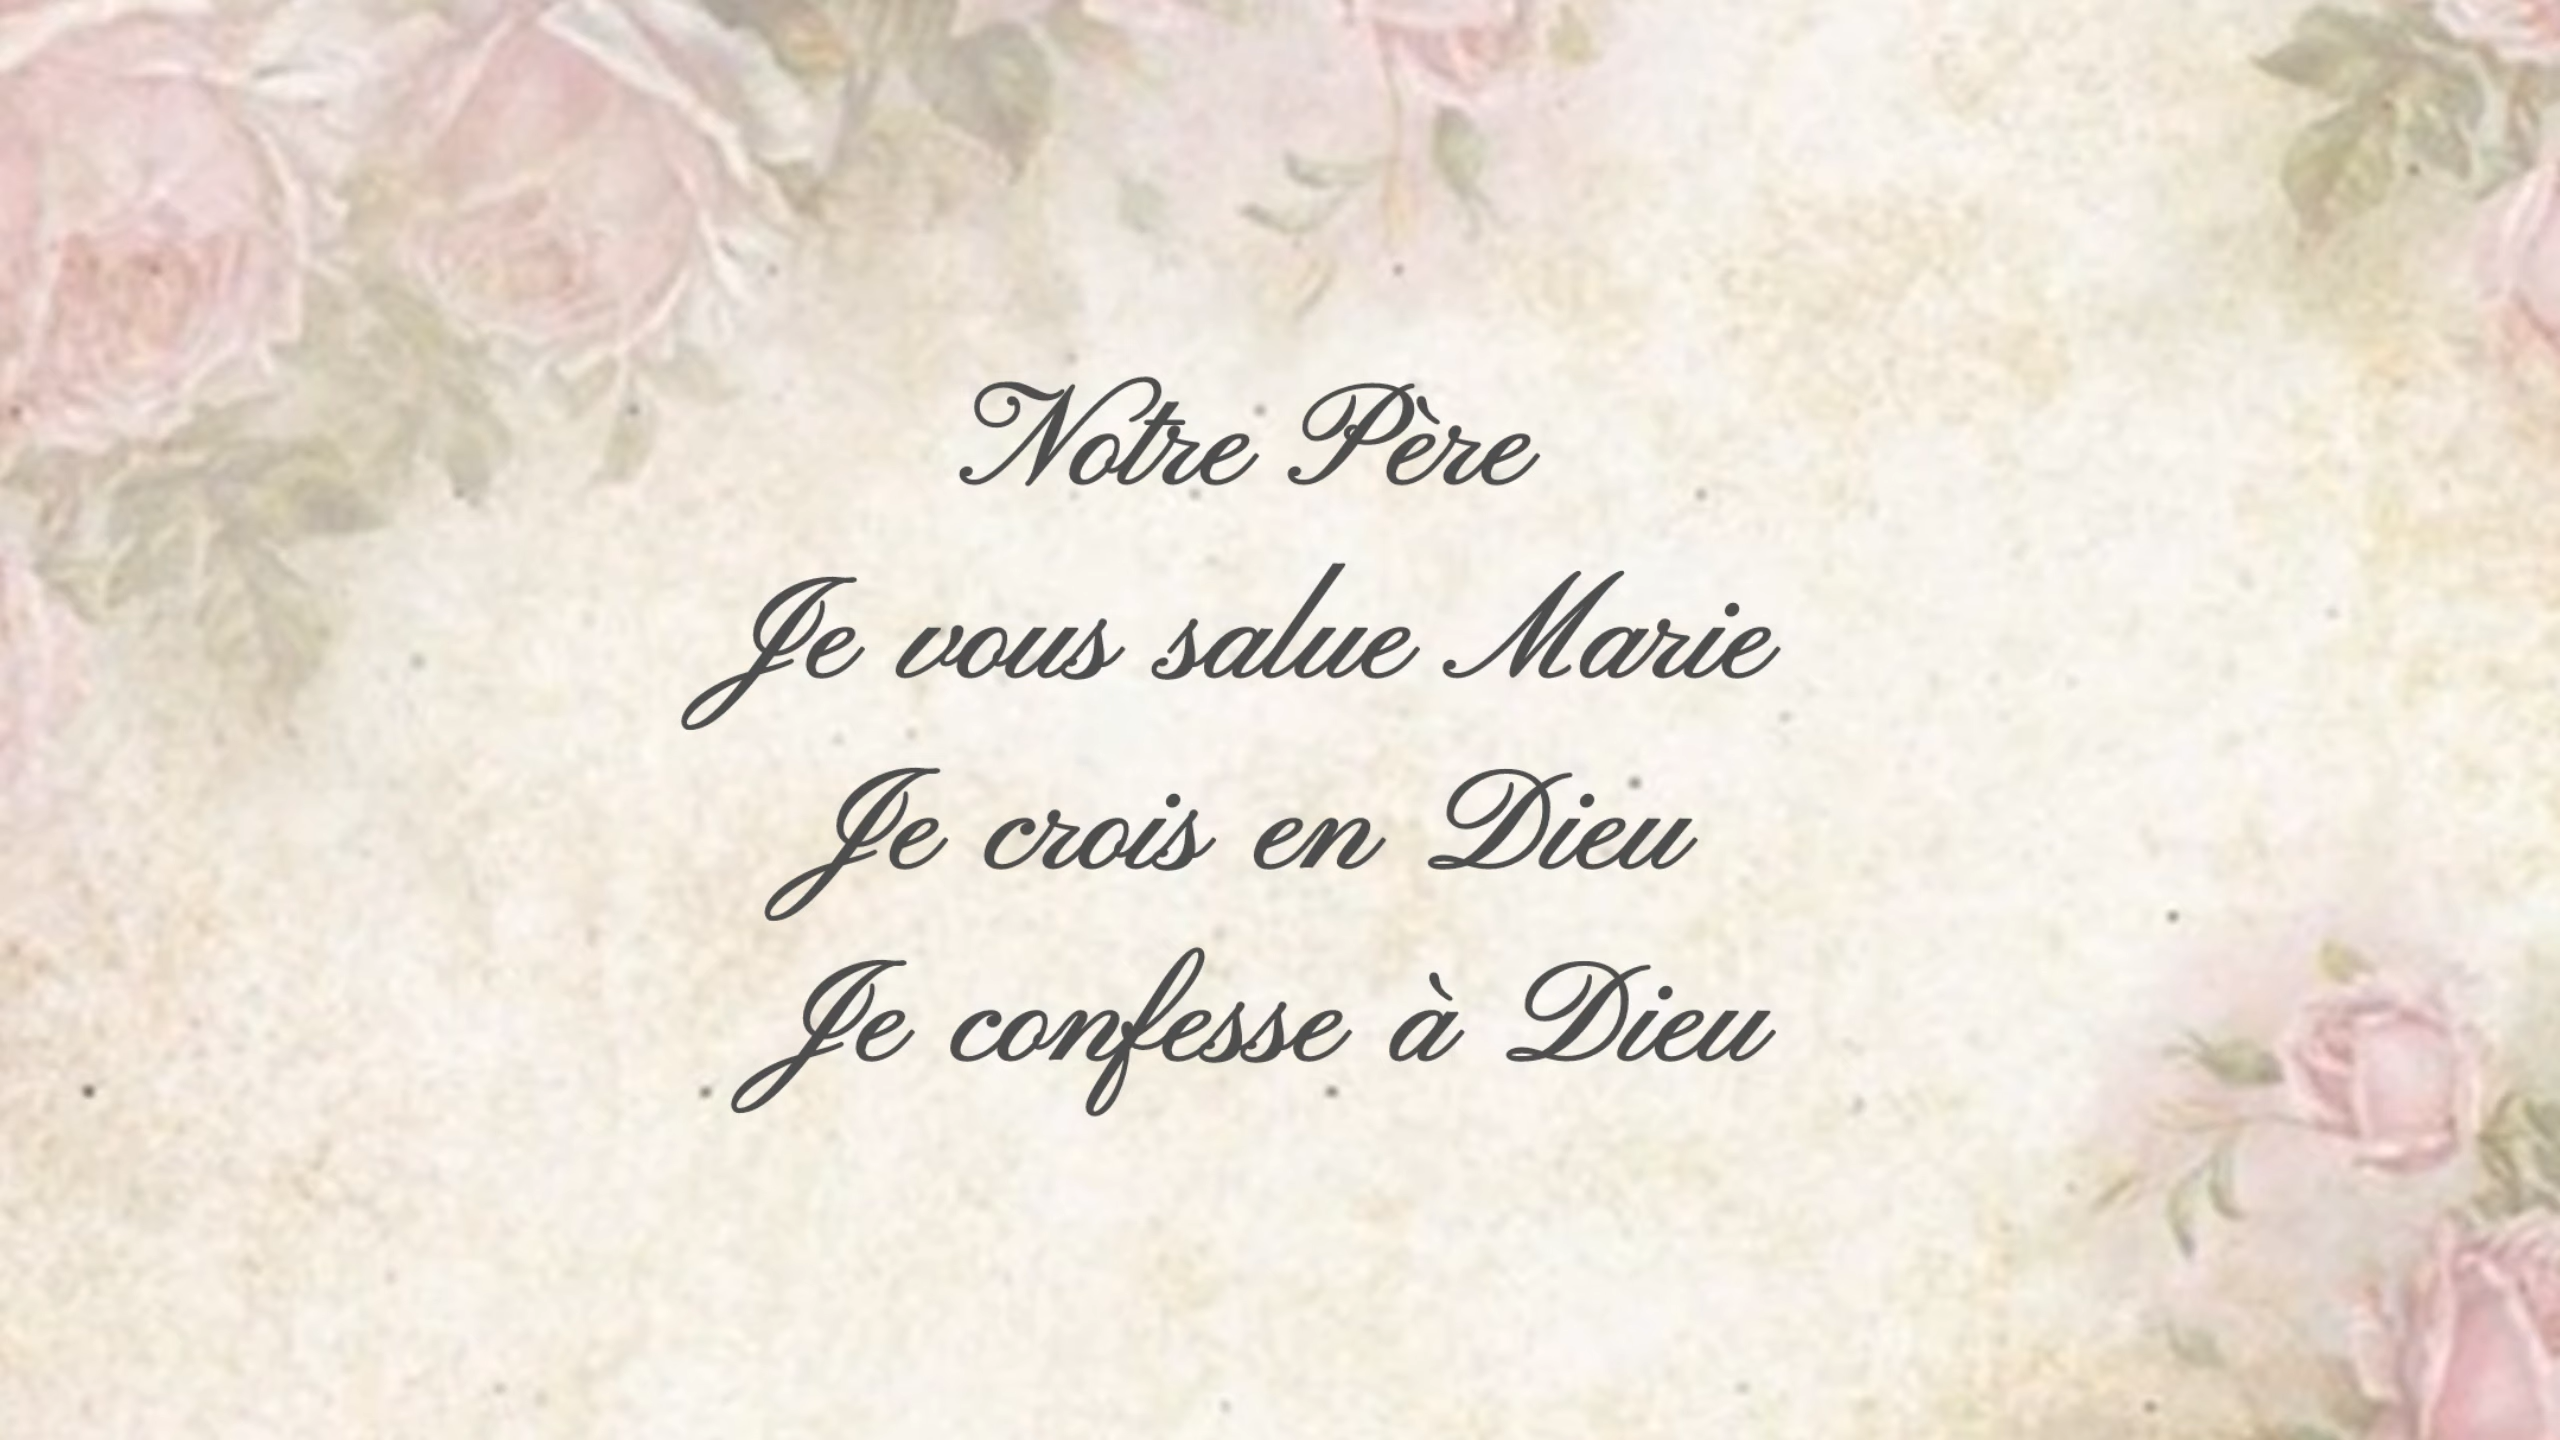 Notre Père
Je vous salue Marie
Je crois en Dieu
Je confesse à Dieu